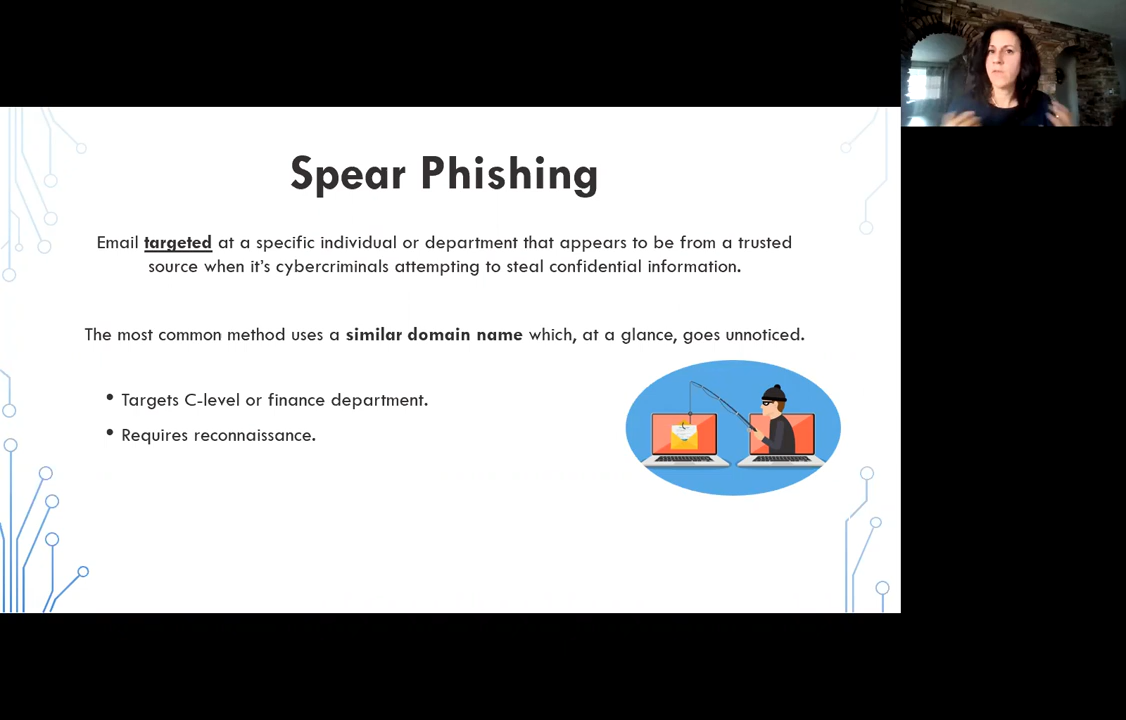 Spear Phishing
Email targeted at a specific individual or department that appears to be from a trusted
source when it’s cybercriminals attempting to steal confidential information.
The most common method uses a similar domain name which, at a glance, goes unnoticed.
• Targets C-level or finance department.
• Requires reconnaissance.